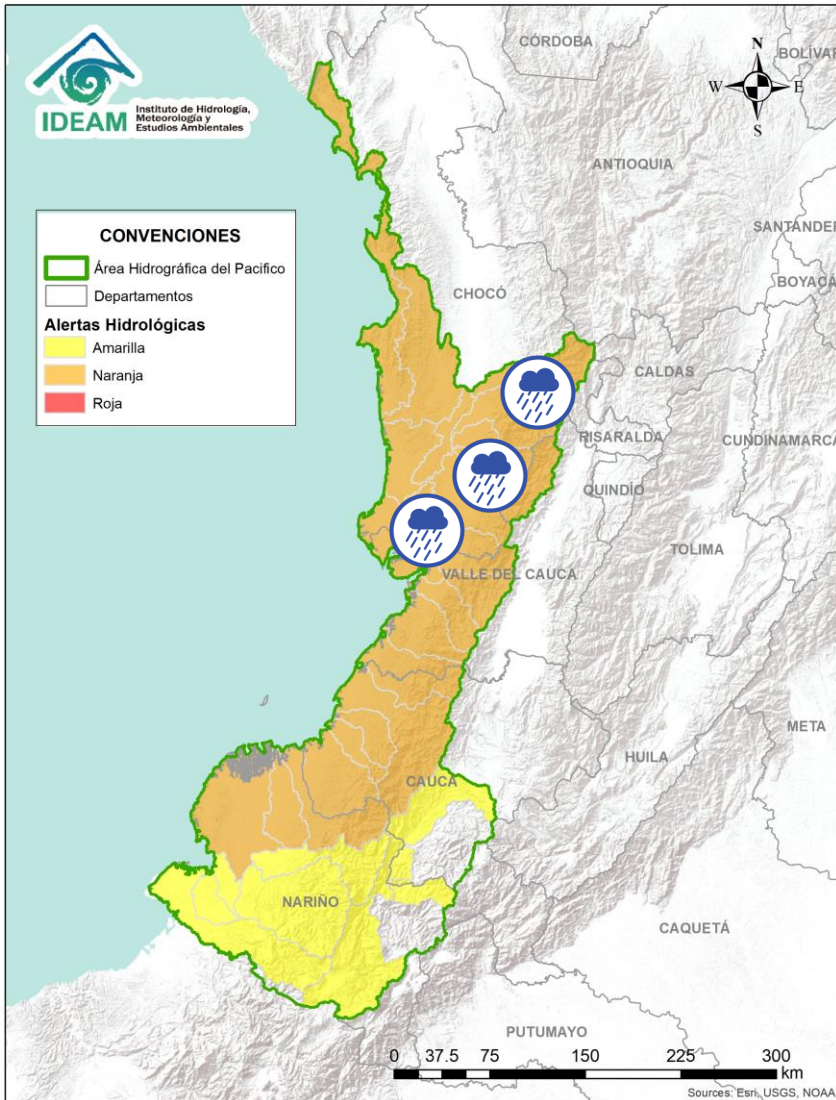 IDEAM
Instituto de Hidrología,
Meteorología y
Estudios Ambientales
CÓRDOBA
BOLÍVAR
N
W
E
S
ANTIOQUIA
SANTANDER
BOYACÁ
CONVENCIONES
Área Hidrográfica del Pacifico
Departamentos
Alertas Hidrológicas
Amarilla
Naranja
Roja
CHOCÓ
CALDAS
RISARALDA
CUNDINAMARCA
QUINDÍO
TOLIMA
VALLE DEL CAUCA
META
HUILA
CAUCA
NARIÑO
CAQUETÁ
PUTUMAYO
0 37.5 75 150 225 300
km
Sources: Esri, USGS, NOAA